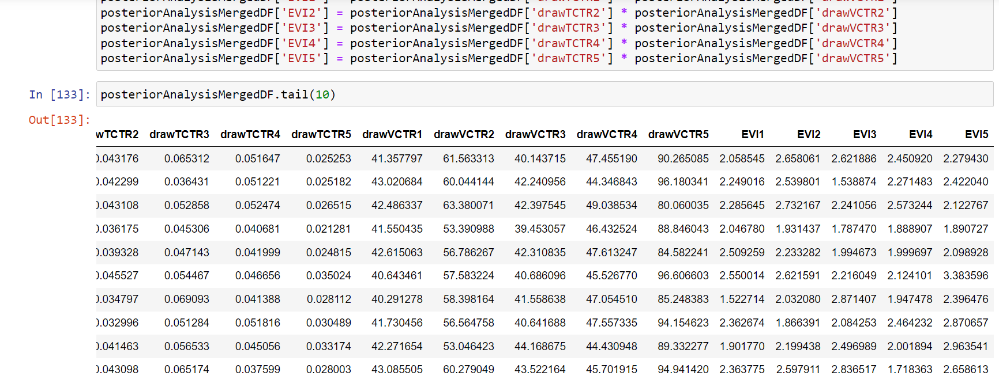 posteriorAnalysisMergedDF['EVI2'] = posteriorAnalysisMergedDF['drawTCTR2'] * posteriorAnalysisMergedDF['drawVCTR2']
posteriorAnalysisMergedDF['EVI3'] = posteriorAnalysisMergedDF['drawTCTR3'] * posteriorAnalysisMergedDF['drawVCTR3']
posteriorAnalysisMergedDF['EVI4'] = posteriorAnalysisMergedDF['drawTCTR4'] * posteriorAnalysisMergedDF['drawVCTR4']
posteriorAnalysisMergedDF['EVI5'] = posteriorAnalysisMergedDF['drawTCTR5'] * posteriorAnalysisMergedDF['drawVCTR5']
In [133]: posteriorAnalysisMergedDF.tail(10)
Out[133]:
wTCTR2 drawTCTR3 drawTCTR4 drawTCTR5 drawVCTR1 drawVCTR2 drawVCTR3 drawVCTR4 drawVCTR5 EVI1 EVI2 EVI3 EVI4 EVI5
0.043176 0.065312 0.051647 0.025253 41.357797 61.563313 40.143715 47.455190 90.265085 2.058545 2.658061 2.621886 2.450920 2.279430
0.042299 0.036431 0.051221 0.025182 43.020684 60.044144 42.240956 44.346843 96.180341 2.249016 2.539801 1.538874 2.271483 2.422040
0.043108 0.052858 0.052474 0.026515 42.486337 63.380071 42.397545 49.038534 80.060035 2.285645 2.732167 2.241056 2.573244 2.122767
0.036175 0.045306 0.040681 0.021281 41.550435 53.390988 39.453057 46.432524 88.846043 2.046780 1.931437 1.787470 1.888907 1.890727
0.039328 0.047143 0.041999 0.024815 42.615063 56.786267 42.310835 47.613247 84.582241 2.509259 2.233282 1.994673 1.999697 2.098928
0.045527 0.054467 0.046656 0.035024 40.643461 57.583224 40.686096 45.526770 96.606603 2.550014 2.621591 2.216049 2.124101 3.383596
0.034797 0.069093 0.041388 0.028112 40.291278 58.398164 41.558638 47.054510 85.248383 1.522714 2.032080 2.871407 1.947478 2.396476
0.032996 0.051284 0.051816 0.030489 41.730456 56.564758 40.641688 47.557335 94.154623 2.362674 1.866391 2.084253 2.464232 2.870657
0.041463 0.056533 0.045056 0.033174 42.271654 53.046423 44.168675 44.430948 89.332277 1.901770 2.199438 2.496989 2.001894 2.963541
0.043098 0.065174 0.037599 0.028003 43.085505 60.279049 43.522164 45.701915 94.941420 2.363775 2.597911 2.836517 1.718363 2.658613